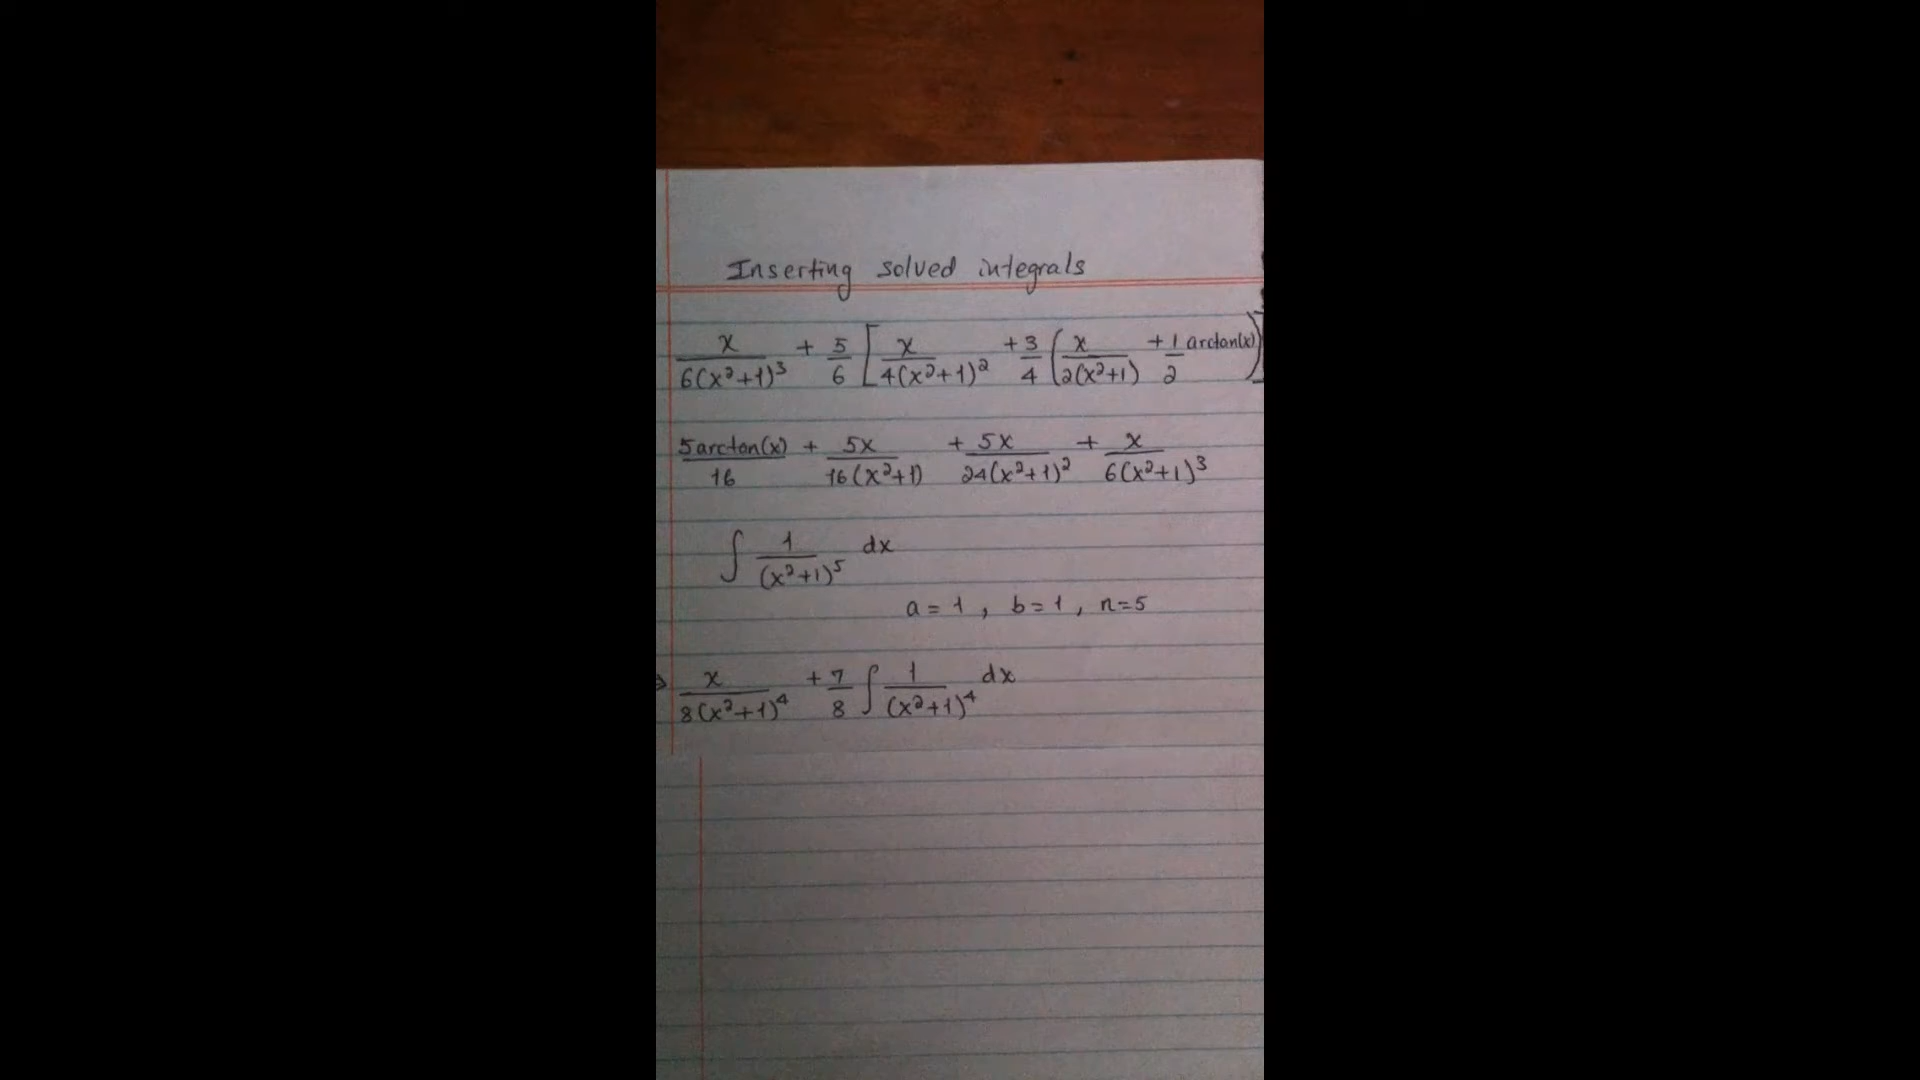 Inserting solved integrals
x/6(x²+1)³ + 5/6 [x/4(x²+1)² + 3/4 (x/2(x²+1) + 1/2 arctan(x))]
5arctan(x)/16 + 5x/16(x²+1) + 5x/24(x²+1)² + x/6(x²+1)³
∫ 1/(x²+1)⁵ dx
a = 1 , b = 1 , n = 5
→ x/8(x²+1)⁴ + 7/8 ∫ 1/(x²+1)⁴ dx